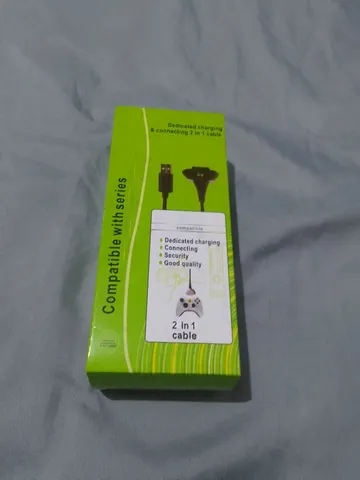 Dedicated charging
& connecting 2 in 1 cable
Compatible with series
compatible
Dedicated charging
Connecting
Security
Good quality
2 in 1
cable